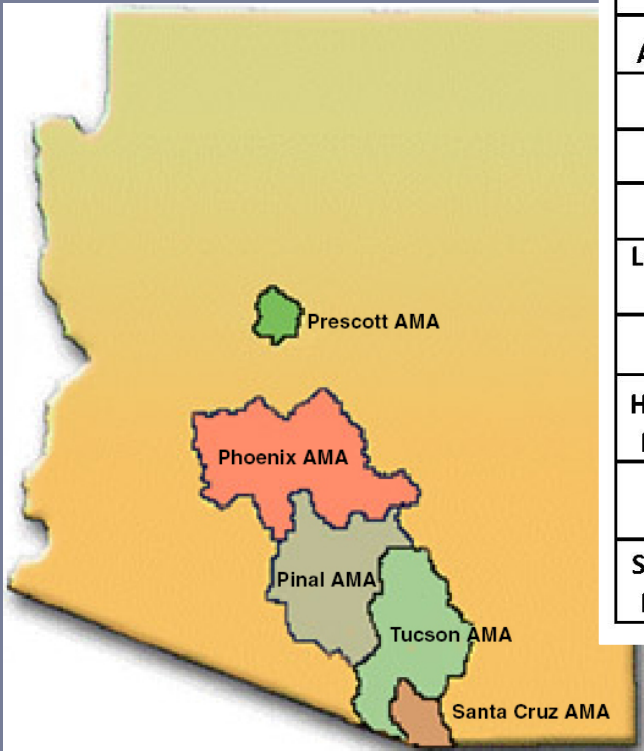 Prescott AMA
Phoenix AMA
Pinal AMA
Tucson AMA
Santa Cruz AMA